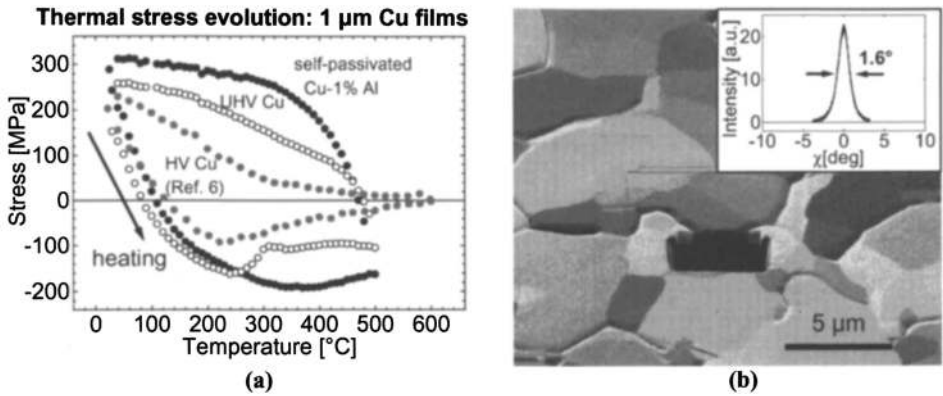 Thermal stress evolution: 1 µm Cu films
Stress [MPa]
300
200
100
0
-100
-200
self-passivated
Cu-1% Al
UHV Cu
HV Cu
(Ref. 6)
heating
0 100 200 300 400 500 600
Temperature [°C]
(a)
Intensity [a.u.]
20
10
0
1.6°
-10 -5 0 5 10
χ[deg]
5 µm
(b)